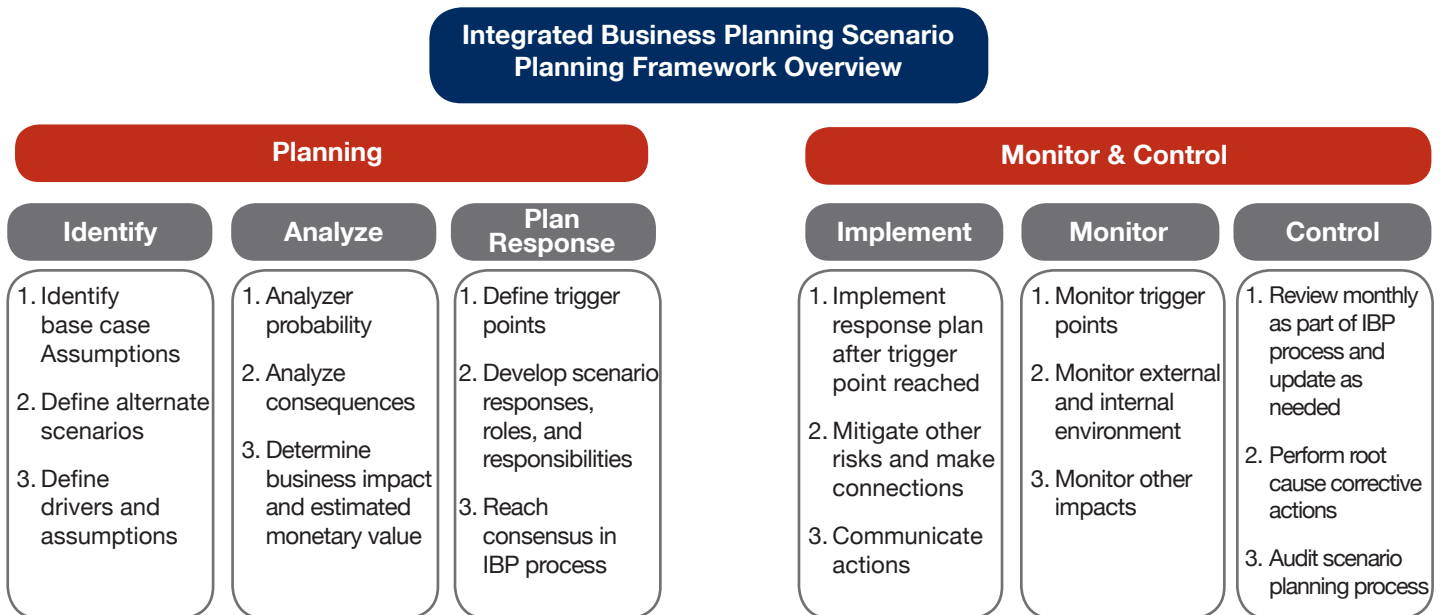 Integrated Business Planning Scenario
Planning Framework Overview
Planning
Identify
1. Identify
base case
Assumptions
2. Define alternate
scenarios
3. Define
drivers and
assumptions
Analyze
1. Analyzer
probability
2. Analyze
consequences
3. Determine
business impact
and estimated
monetary value
Plan
Response
1. Define trigger
points
2. Develop scenario
responses,
roles, and
responsibilities
3. Reach
consensus in
IBP process
Monitor & Control
Implement
1. Implement
response plan
after trigger
point reached
2. Mitigate other
risks and make
connections
3. Communicate
actions
Monitor
1. Monitor trigger
points
2. Monitor external
and internal
environment
3. Monitor other
impacts
Control
1. Review monthly
as part of IBP
process and
update as
needed
2. Perform root
cause corrective
actions
3. Audit scenario
planning process